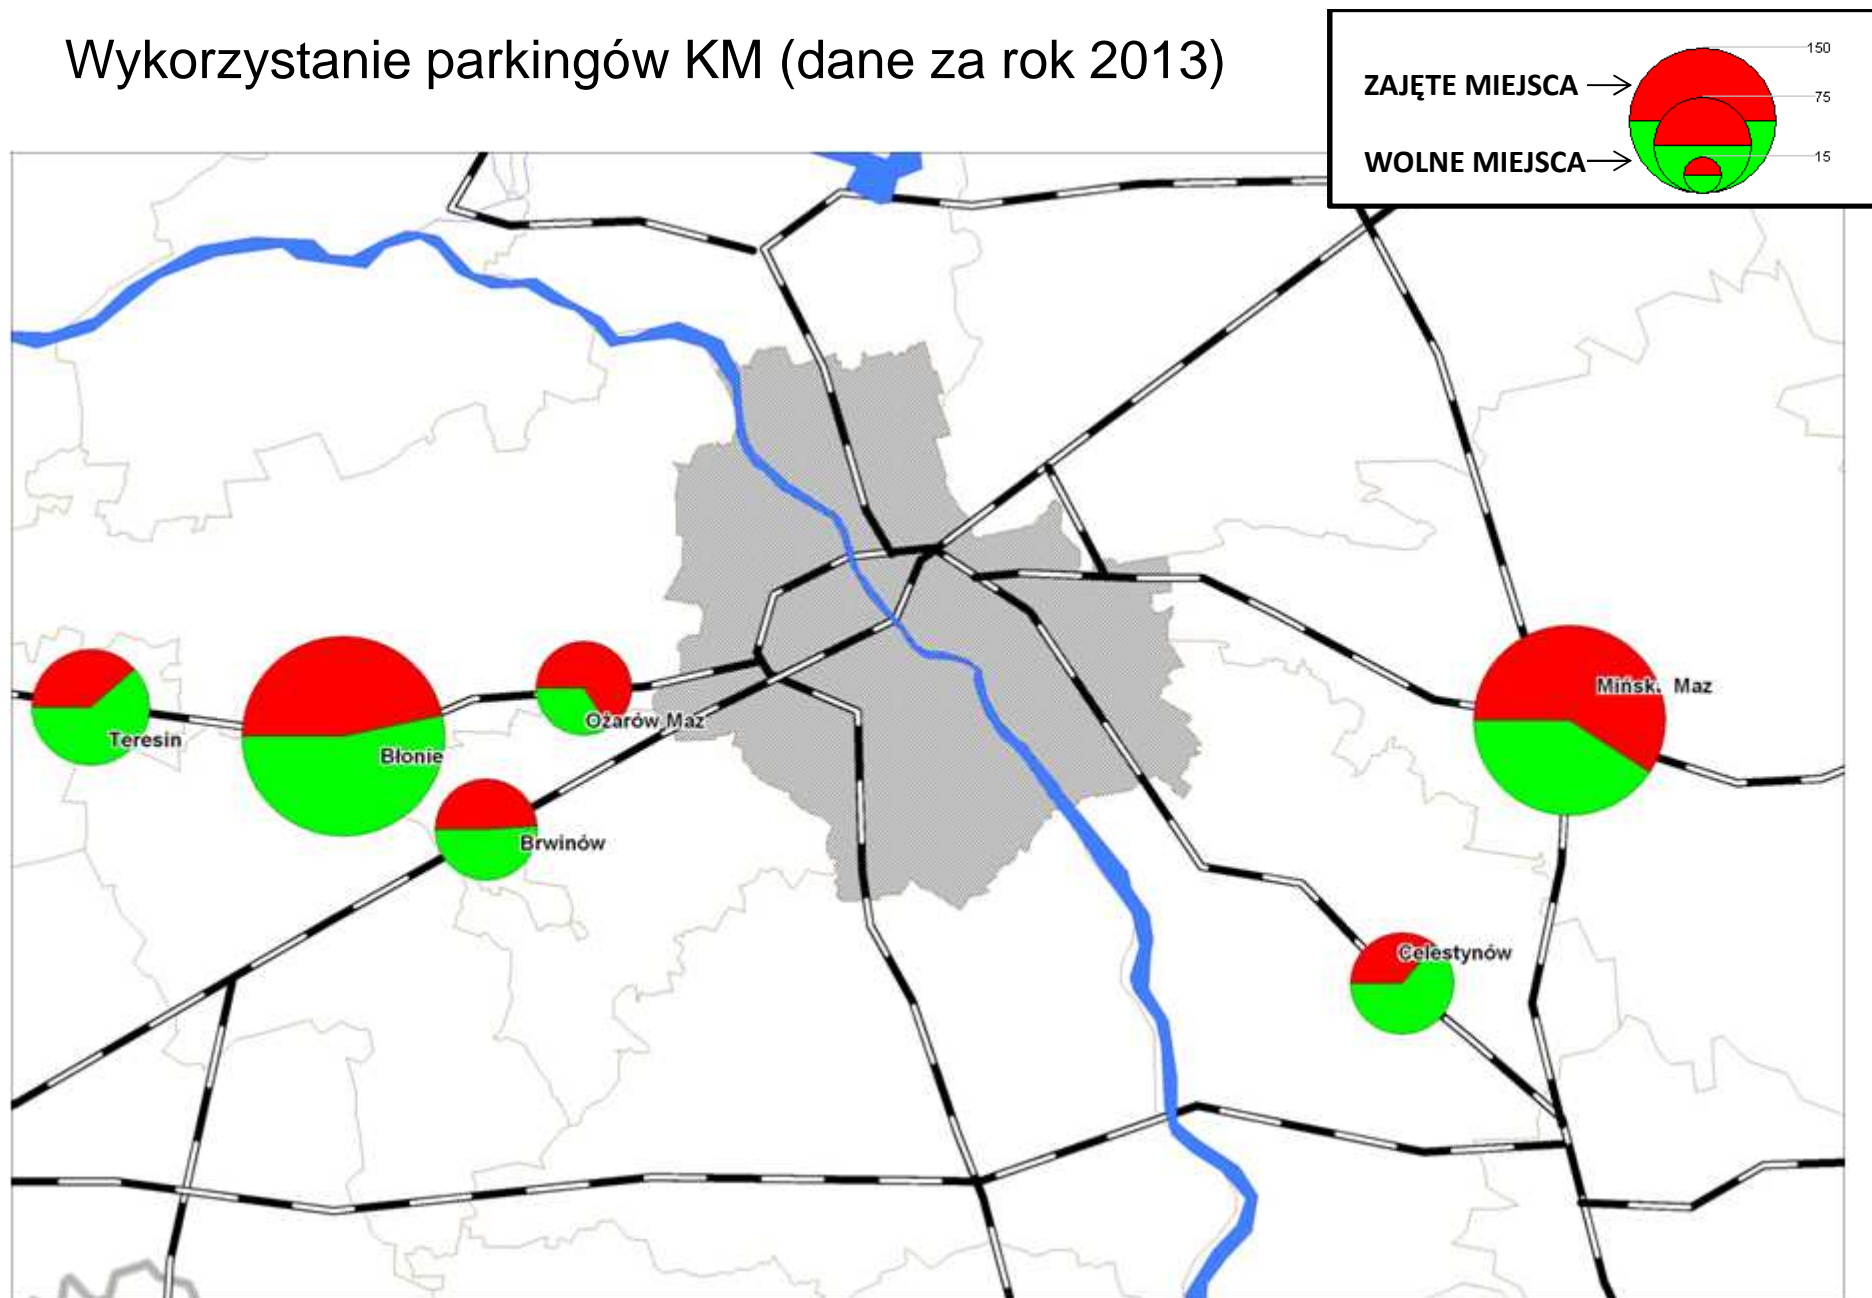 Wykorzystanie parkingów KM (dane za rok 2013)
150
ZAJĘTE MIEJSCA
75
WOLNE MIEJSCA
15
Mińsk. Maz
Ożarów Maz
Teresin
Błonie
Brwinów
Celestynów